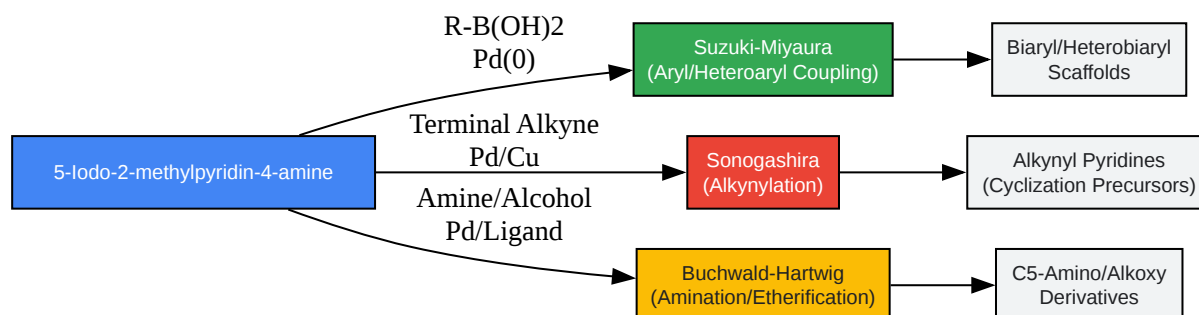 R-B(OH)2
Pd(0)
Suzuki-Miyaura
(Aryl/Heteroaryl Coupling)
Biaryl/Heterobiaryl
Scaffolds
5-Iodo-2-methylpyridin-4-amine
Terminal Alkyne
Pd/Cu
Sonogashira
(Alkynylation)
Alkynyl Pyridines
(Cyclization Precursors)
Amine/Alcohol
Pd/Ligand
Buchwald-Hartwig
(Amination/Etherification)
C5-Amino/Alkoxy
Derivatives